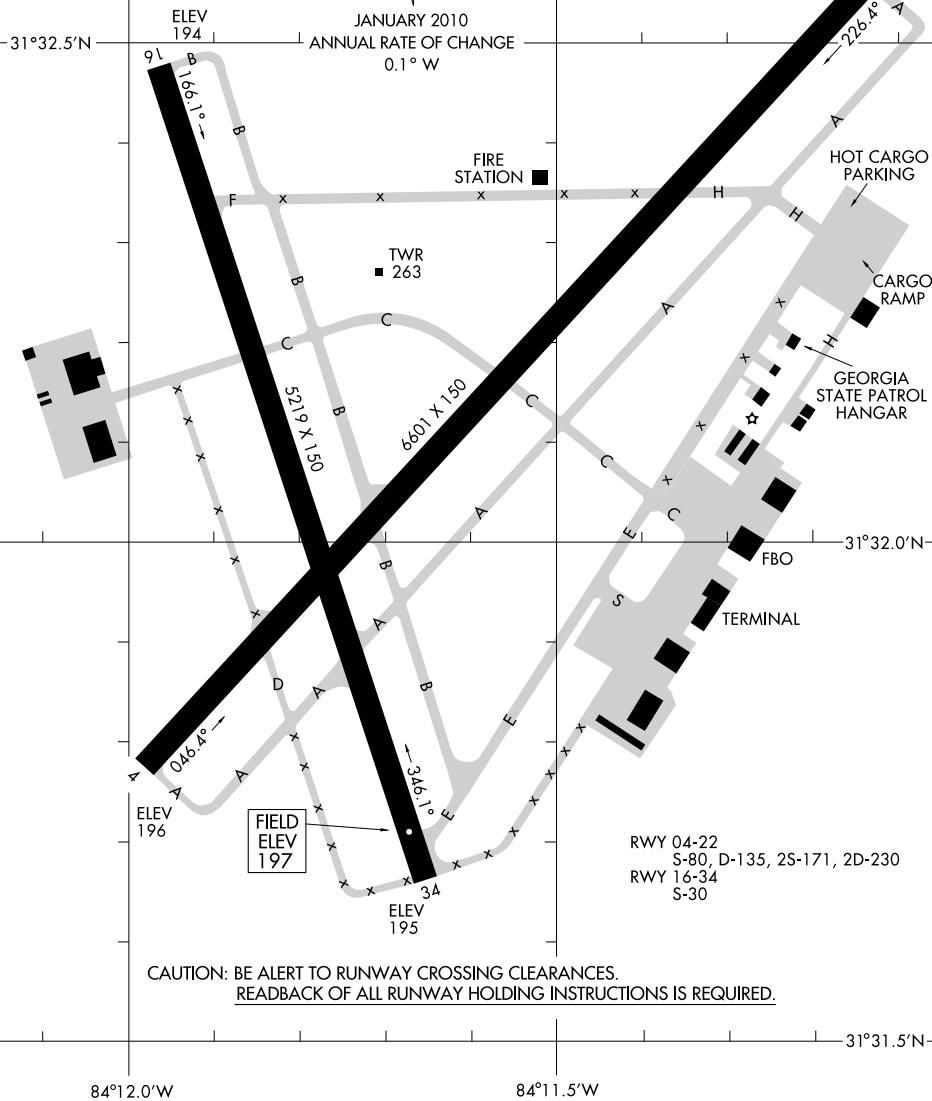 JANUARY 2010
ANNUAL RATE OF CHANGE
0.1° W
ELEV
194
31°32.5'N
16
B
166.1°
226.4°
A
B
A
FIRE
STATION
HOT CARGO
PARKING
F
x
x
x
x
x
H
H
TWR
263
B
CARGO
RAMP
A
x
C
C
H
x
GEORGIA
STATE PATROL
HANGAR
x
x
x
5219 X 150
B
6601 X 150
C
x
C
x
x
A
C
E
31°32.0'N
x
B
FBO
S
x
A
TERMINAL
D
A
B
E
x
x
x
x
x
046.4°
A
346.1°
4
A
ELEV
196
x
x
E
FIELD
ELEV
197
x
x
x
x
x
x
x
34
ELEV
195
RWY 04-22
S-80, D-135, 2S-171, 2D-230
RWY 16-34
S-30
CAUTION: BE ALERT TO RUNWAY CROSSING CLEARANCES.
READBACK OF ALL RUNWAY HOLDING INSTRUCTIONS IS REQUIRED.
31°31.5'N
84°12.0'W
84°11.5'W